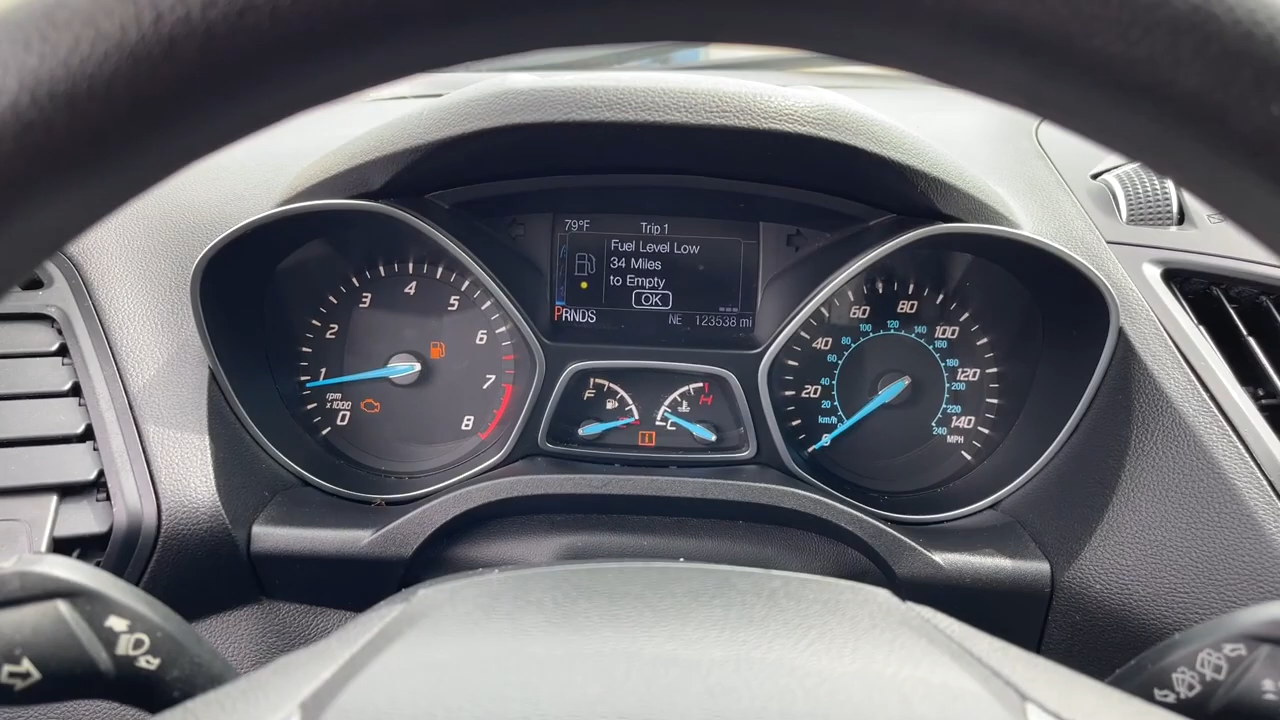 79°F Trip 1
Fuel Level Low
34 Miles
to Empty
OK
PRNDS NE 123538 mi
0 1 2 3 4 5 6 7 8
rpm
x1000
F
H
C
20 40 60 80 100 120 140
MPH
20 40 60 80 100 120 140 160 180 200 220 240
km/h